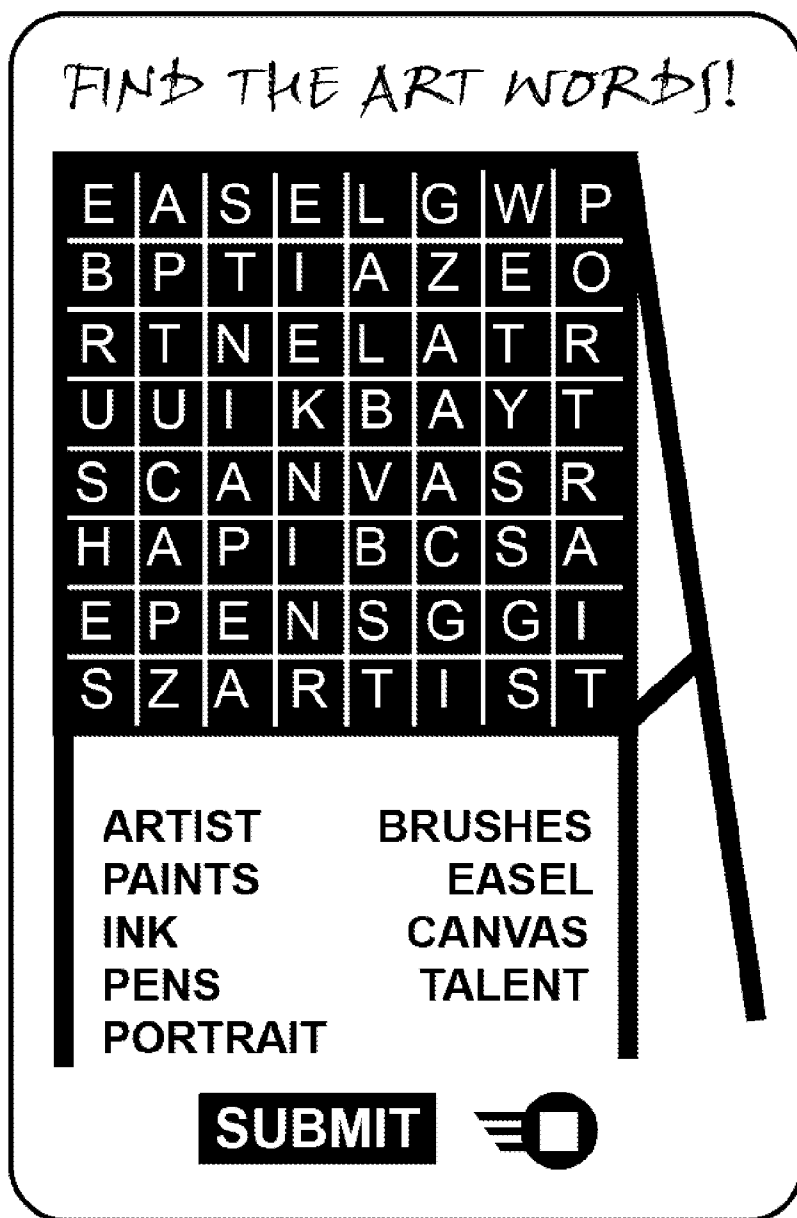 FIND THE ART WORDS!
E A S E L G W P
B P T I A Z E O
R T N E L A T R
U U I K B A Y T
S C A N V A S R
H A P I B C S A
E P E N S G G I
S Z A R T I S T
ARTIST BRUSHES
PAINTS EASEL
INK CANVAS
PENS TALENT
PORTRAIT
SUBMIT